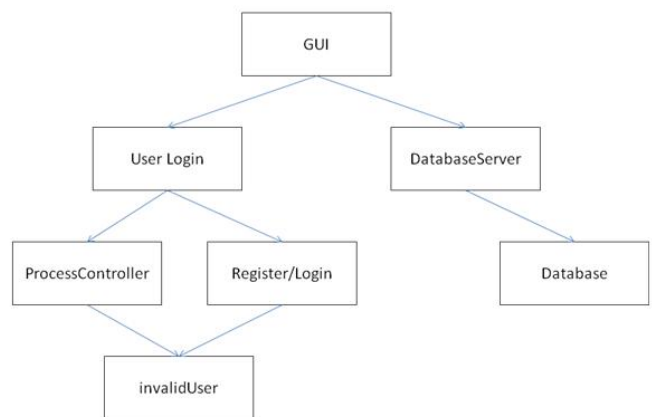 GUI
User Login
DatabaseServer
ProcessController
Register/Login
Database
invalidUser